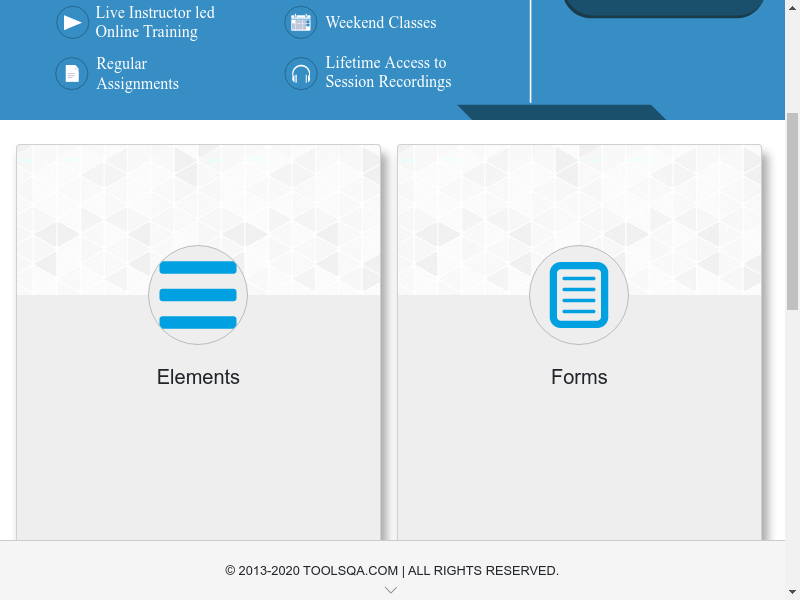 Live Instructor led
Online Training
Weekend Classes
Regular
Assignments
Lifetime Access to
Session Recordings
Elements
Forms
© 2013-2020 TOOLSQA.COM | ALL RIGHTS RESERVED.